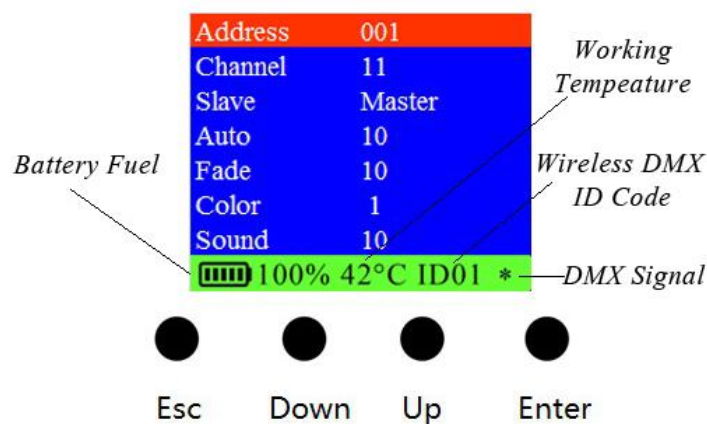 Address 001
Channel 11
Slave Master
Auto 10
Fade 10
Color 1
Sound 10
100% 42°C ID01 *
Working
Tempeature
Battery Fuel
Wireless DMX
ID Code
DMX Signal
Esc Down Up Enter